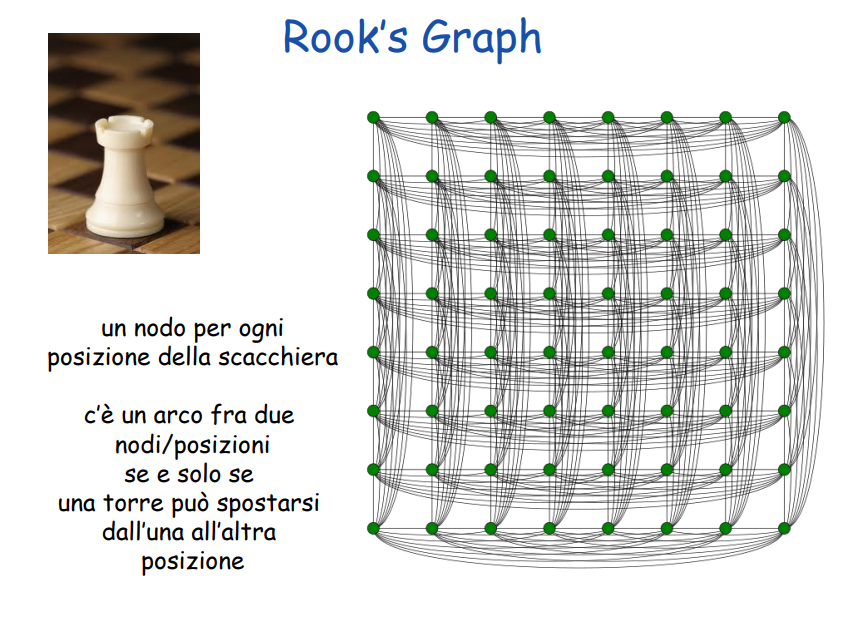 Rook's Graph
un nodo per ogni
posizione della scacchiera
c'è un arco fra due
nodi/posizioni
se e solo se
una torre può spostarsi
dall'una all'altra
posizione